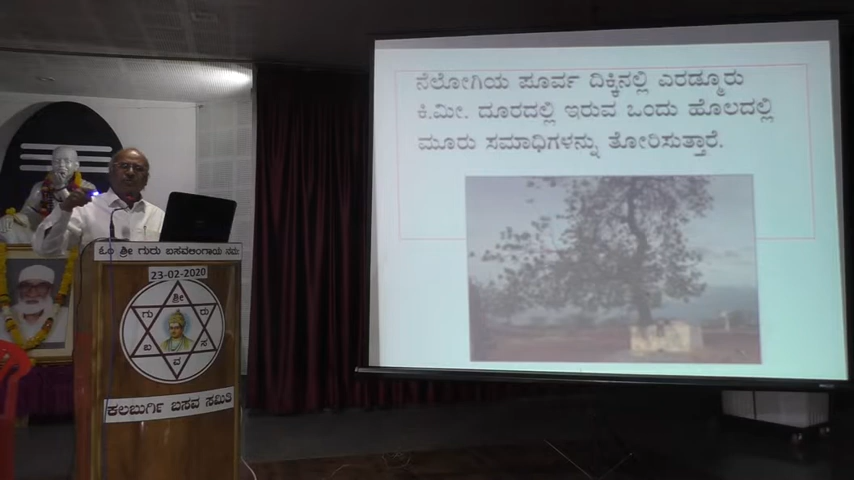 ನೆಲೋಗಿಯ ಪೂರ್ವ ದಿಕ್ಕಿನಲ್ಲಿ ಎರಡ್ಮೂರು
ಕಿ.ಮೀ. ದೂರದಲ್ಲಿ ಇರುವ ಒಂದು ಹೊಲದಲ್ಲಿ
ಮೂರು ಸಮಾಧಿಗಳನ್ನು ತೋರಿಸುತ್ತಾರೆ.
ಓಂ ಶ್ರೀ ಗುರು ಬಸವಲಿಂಗಾಯ ನಮಃ
23-02-2020
ಶ್ರೀ
ಗು ರು
ಬ ಸ
ವ
ಕಲಬುರ್ಗಿ ಬಸವ ಸಮಿತಿ